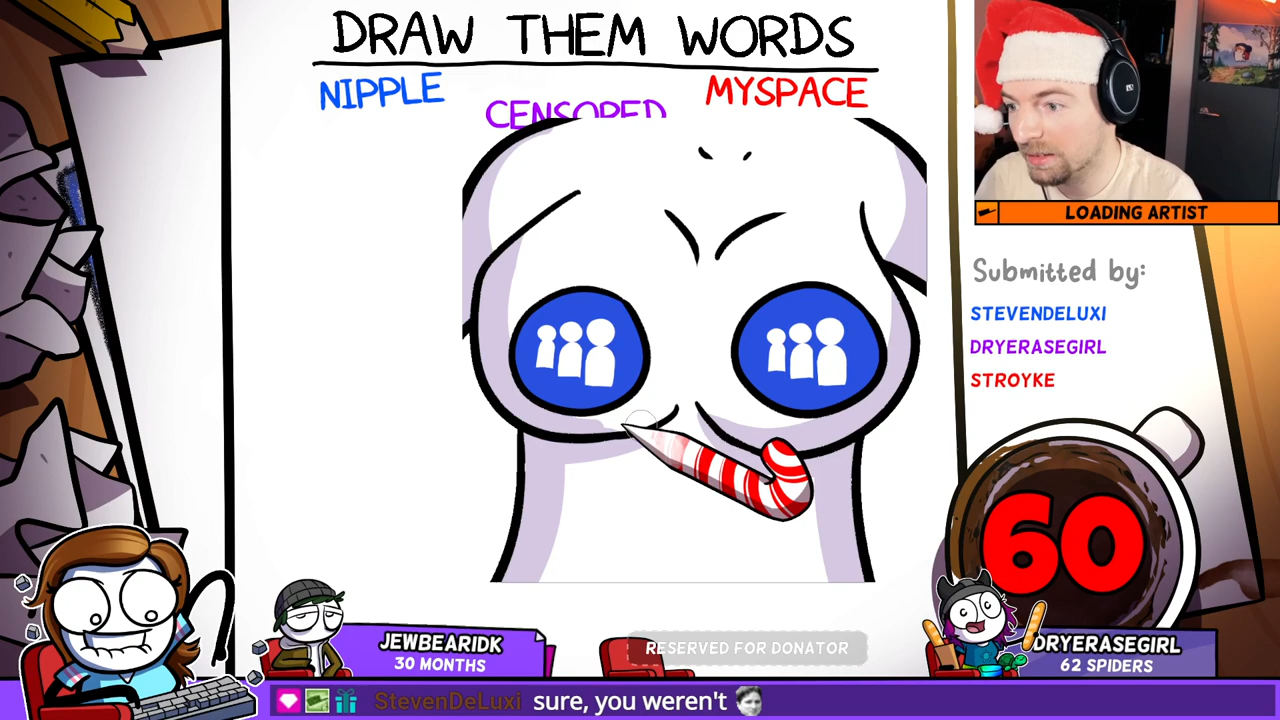 DRAW THEM WORDS
NIPPLE
CENSORED
MYSPACE
LOADING ARTIST
Submitted by:
STEVENDELUXI
DRYERASEGIRL
STROYKE
60
JEWBEARIDK
30 MONTHS
RESERVED FOR DONATOR
DRYERASEGIRL
62 SPIDERS
StevenDeLuxi sure, you weren't